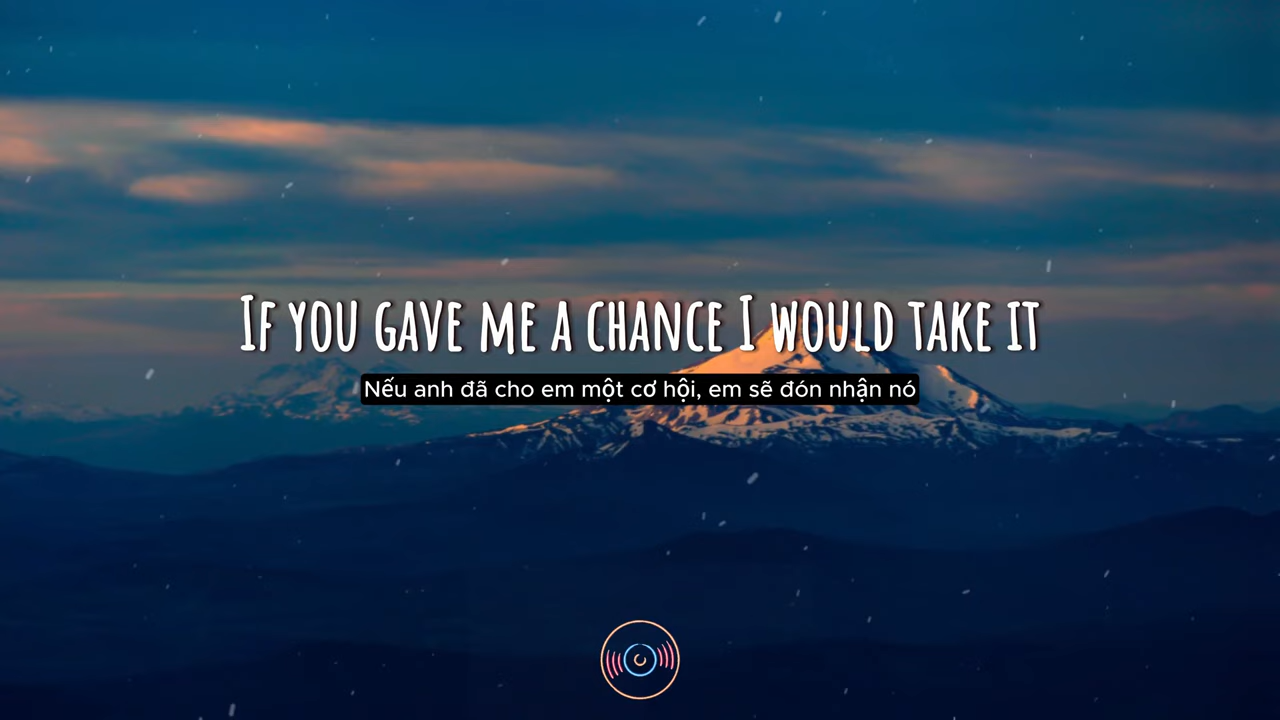 If you gave me a chance I would take it
Nếu anh đã cho em một cơ hội, em sẽ đón nhận nó